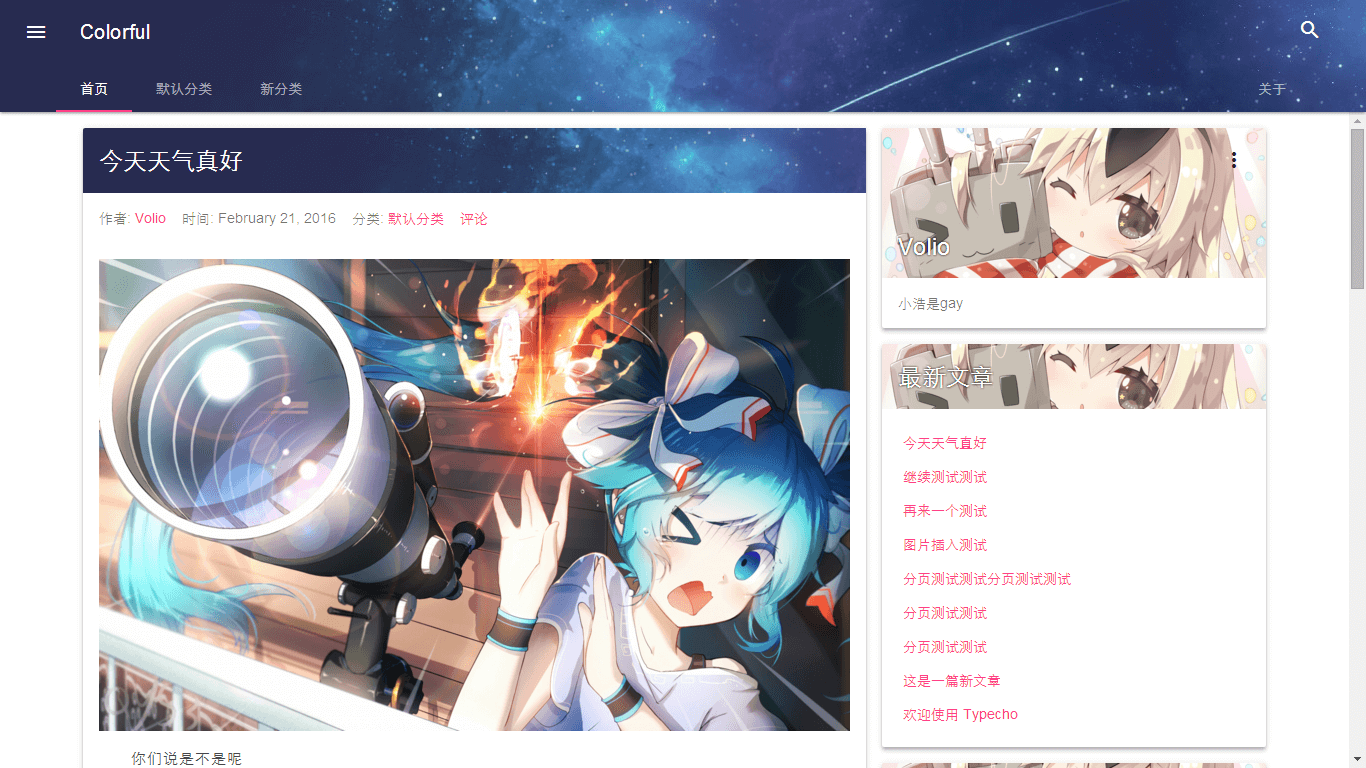 Colorful
首页 默认分类 新分类 关于
今天天气真好
作者: Volio 时间: February 21, 2016 分类: 默认分类 评论
你们说是不是呢
Volio
小浩是gay
最新文章
今天天气真好
继续测试测试
再来一个测试
图片插入测试
分页测试测试分页测试测试
分页测试测试
分页测试测试
这是一篇新文章
欢迎使用 Typecho